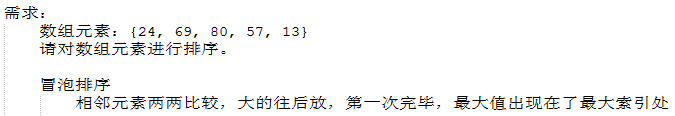 需求：
数组元素：{24, 69, 80, 57, 13}
请对数组元素进行排序。
冒泡排序
相邻元素两两比较，大的往后放，第一次完毕，最大值出现在了最大索引处